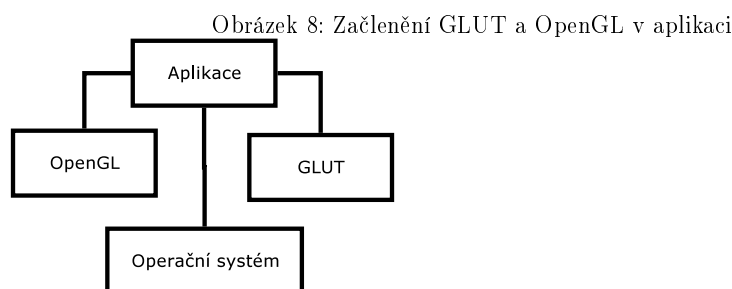 Obrázek 8: Začlenění GLUT a OpenGL v aplikaci
Aplikace
OpenGL
GLUT
Operační systém